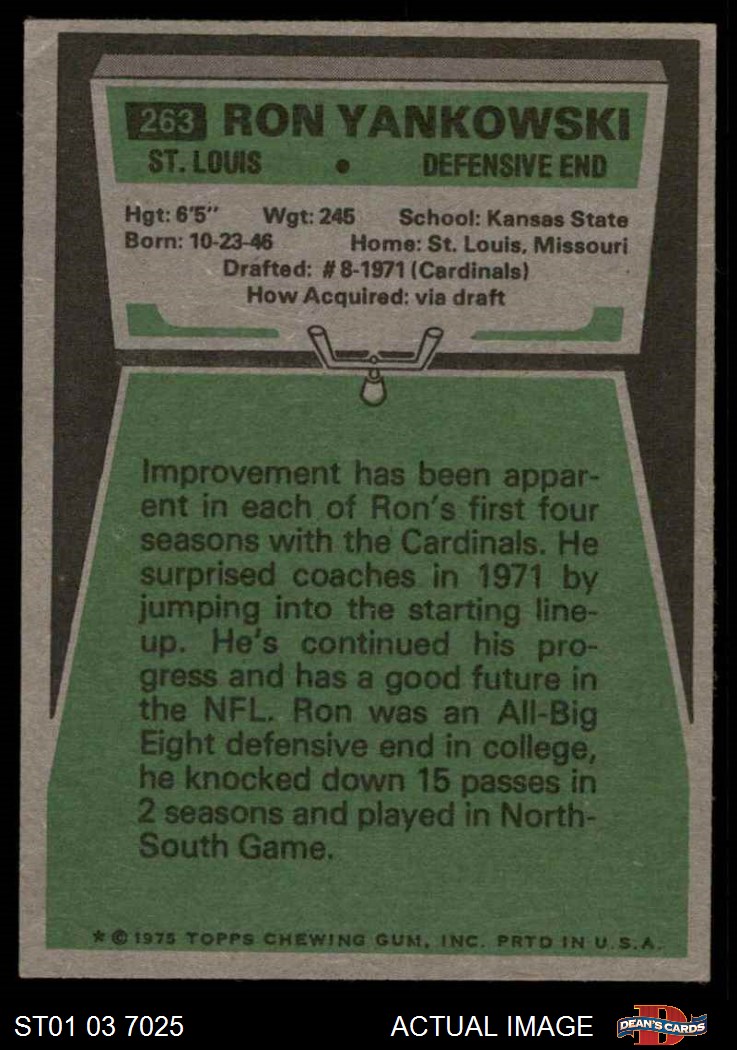 263 RON YANKOWSKI
ST. LOUIS • DEFENSIVE END
Hgt: 6'5" Wgt: 245 School: Kansas State
Born: 10-23-46 Home: St. Louis, Missouri
Drafted: #8-1971 (Cardinals)
How Acquired: via draft
Improvement has been appar-
ent in each of Ron's first four
seasons with the Cardinals. He
surprised coaches in 1971 by
jumping into the starting line-
up. He's continued his pro-
gress and has a good future in
the NFL. Ron was an All-Big
Eight defensive end in college,
he knocked down 15 passes in
2 seasons and played in North-
South Game.
* © 1975 TOPPS CHEWING GUM, INC. PRTD IN U.S.A.
ST01 03 7025 ACTUAL IMAGE D DEAN'S CARDS